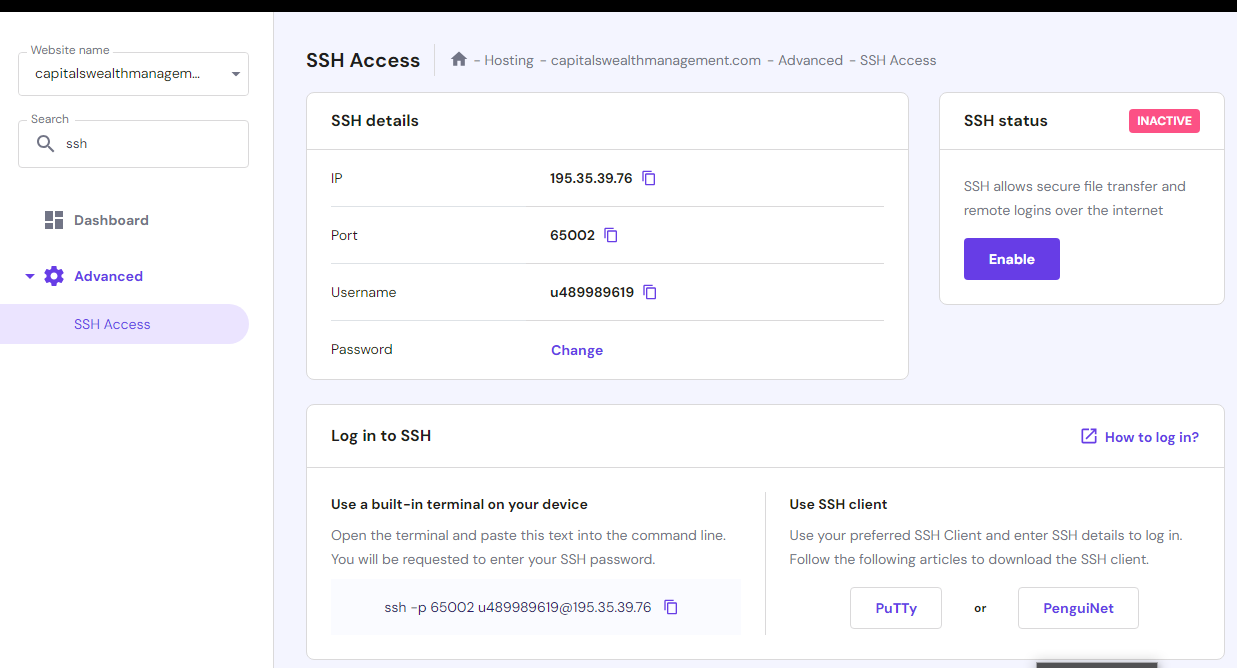 Website name
capitalswealthmanagem...
Search
ssh
Dashboard
Advanced
SSH Access
SSH Access
- Hosting - capitalswealthmanagement.com - Advanced - SSH Access
SSH details
IP 195.35.39.76
Port 65002
Username u489989619
Password Change
SSH status INACTIVE
SSH allows secure file transfer and
remote logins over the internet
Enable
Log in to SSH How to log in?
Use a built-in terminal on your device
Open the terminal and paste this text into the command line.
You will be requested to enter your SSH password.
ssh -p 65002 u489989619@195.35.39.76
Use SSH client
Use your preferred SSH Client and enter SSH details to log in.
Follow the following articles to download the SSH client.
PuTTy or PenguiNet